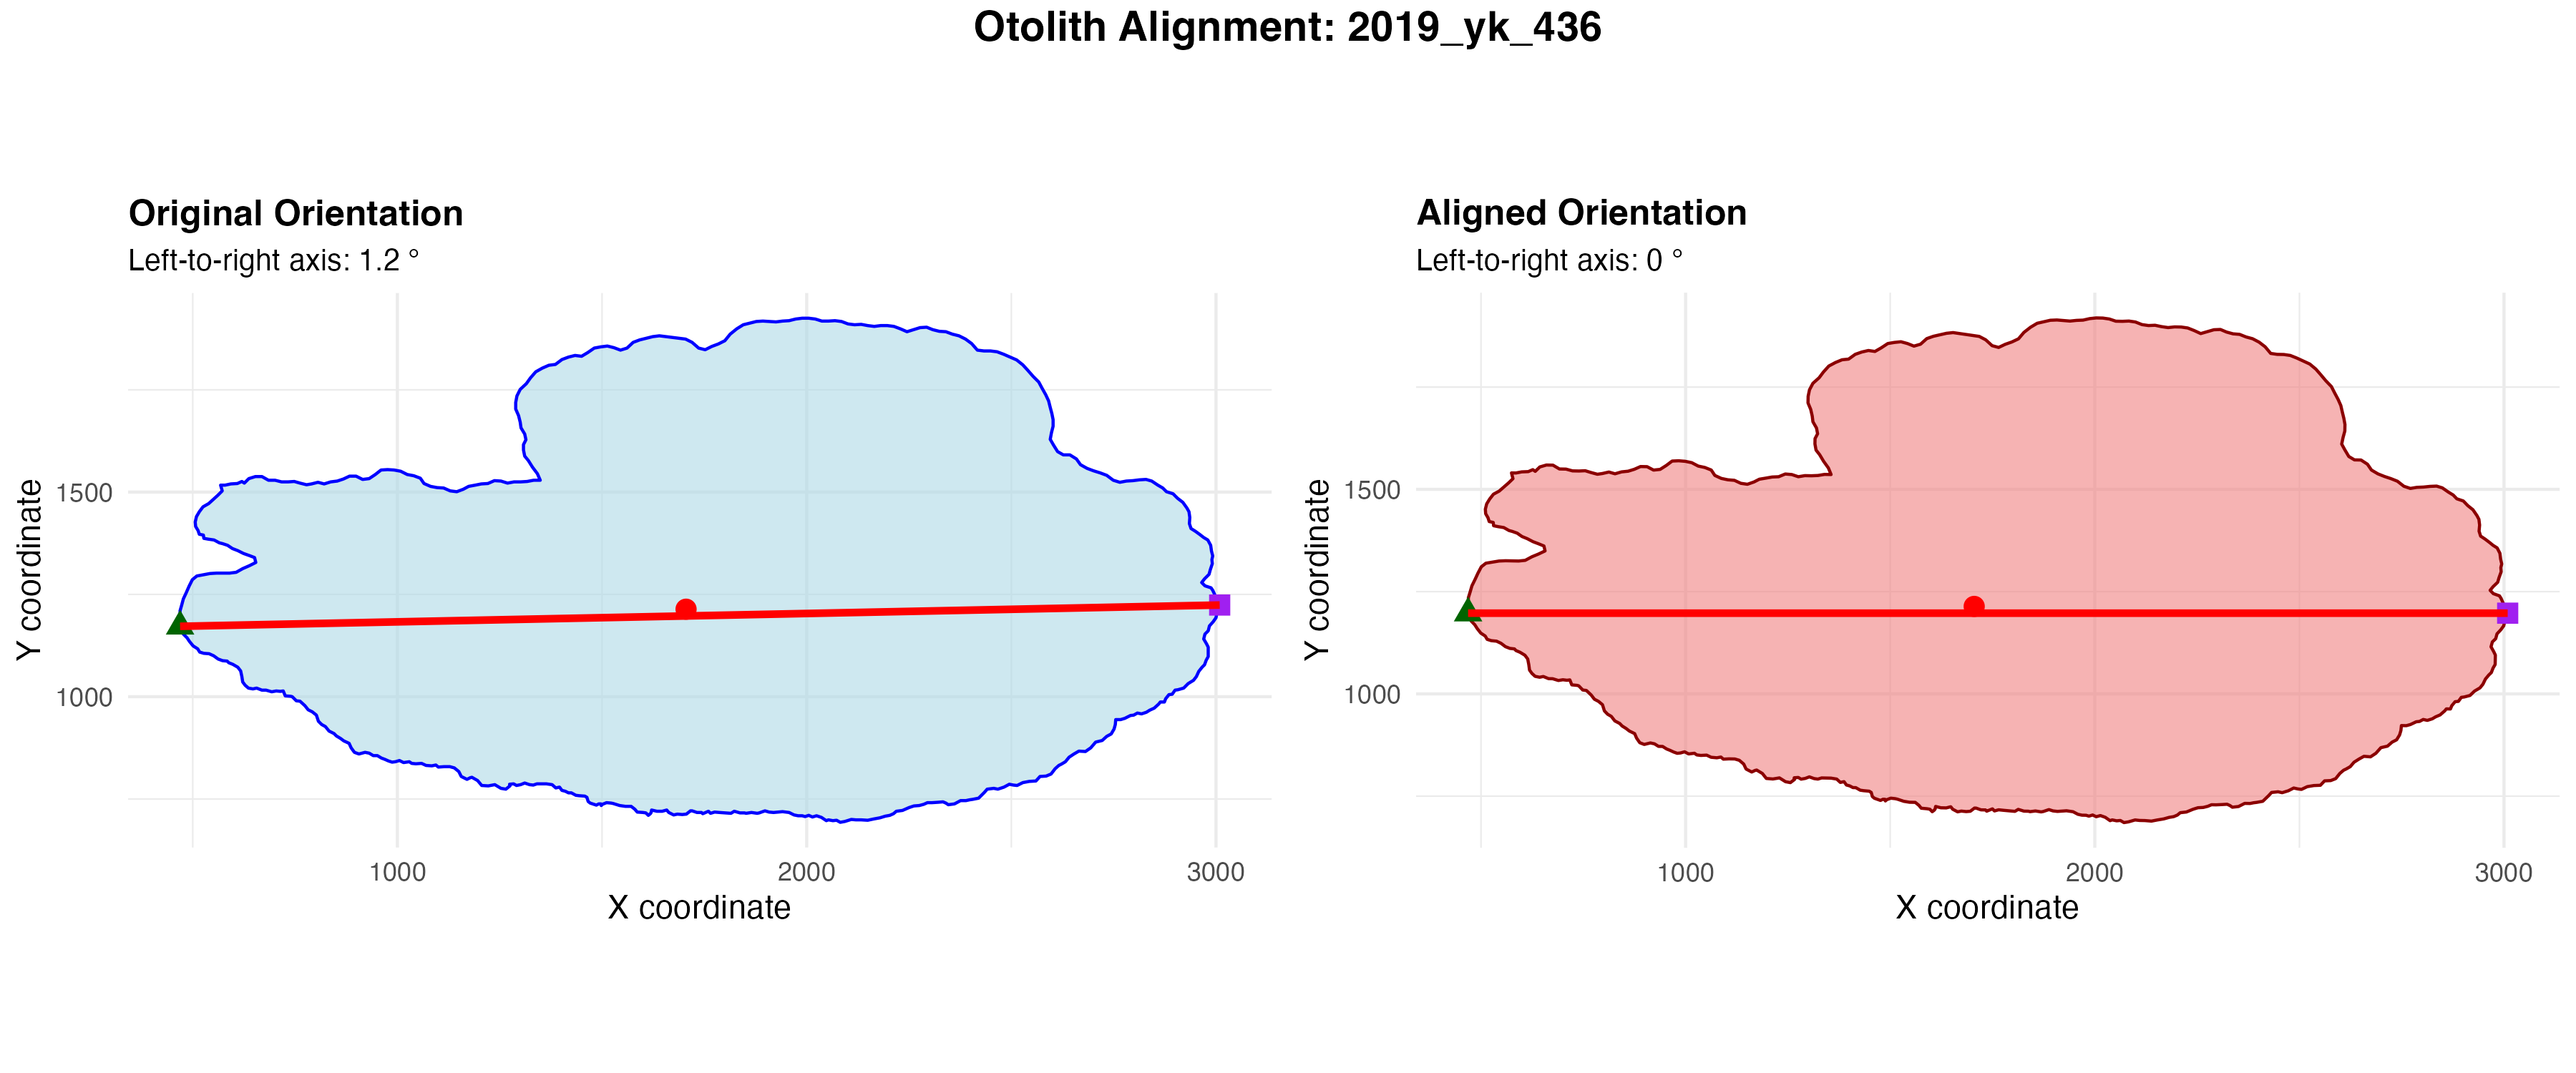 Otolith Alignment: 2019_yk_436
Original Orientation
Left-to-right axis: 1.2 °
Y coordinate
1500
1000
1000
2000
3000
X coordinate
Aligned Orientation
Left-to-right axis: 0 °
Y coordinate
1500
1000
1000
2000
3000
X coordinate